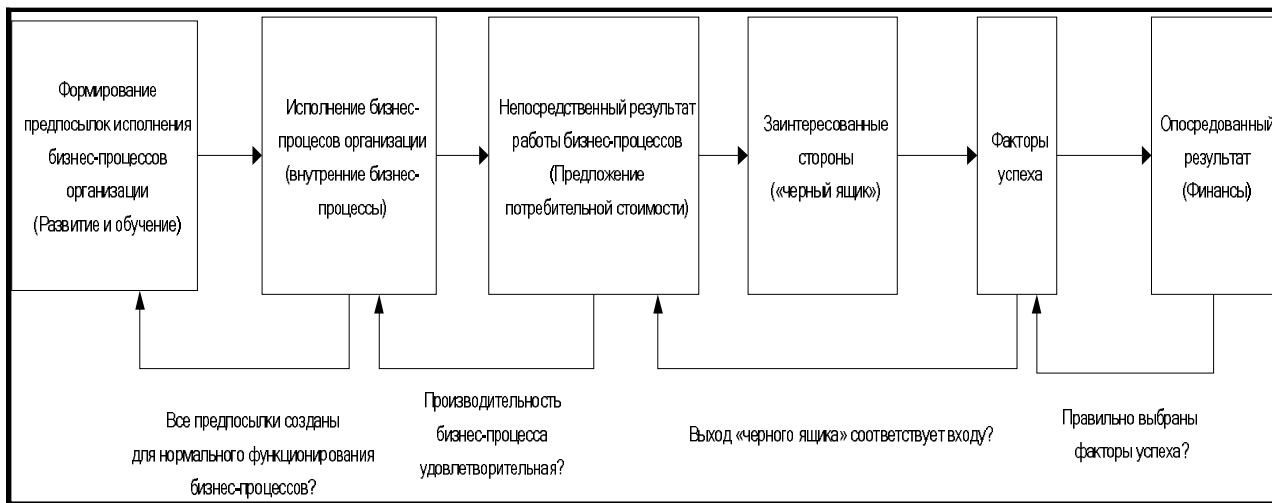 Формирование
предпосылок исполнения
бизнес-процессов
организации
(Развитие и обучение)
Исполнение бизнес-
процесов организации
(внутренние бизнес-
процессы)
Непосредственный результат
работы бизнес-процессов
(Предложение
потребительной стоимости)
Заинтересованные
стороны
(«черный ящик»)
Факторы
успеха
Опосредованный
результат
(Финансы)
Все предпосылки созданы
для нормального функционирования
бизнес-процессов?
Производительность
бизнес-процесса
удовлетворительная?
Выход «черного ящика» соответствует входу?
Правильно выбраны
факторы успеха?